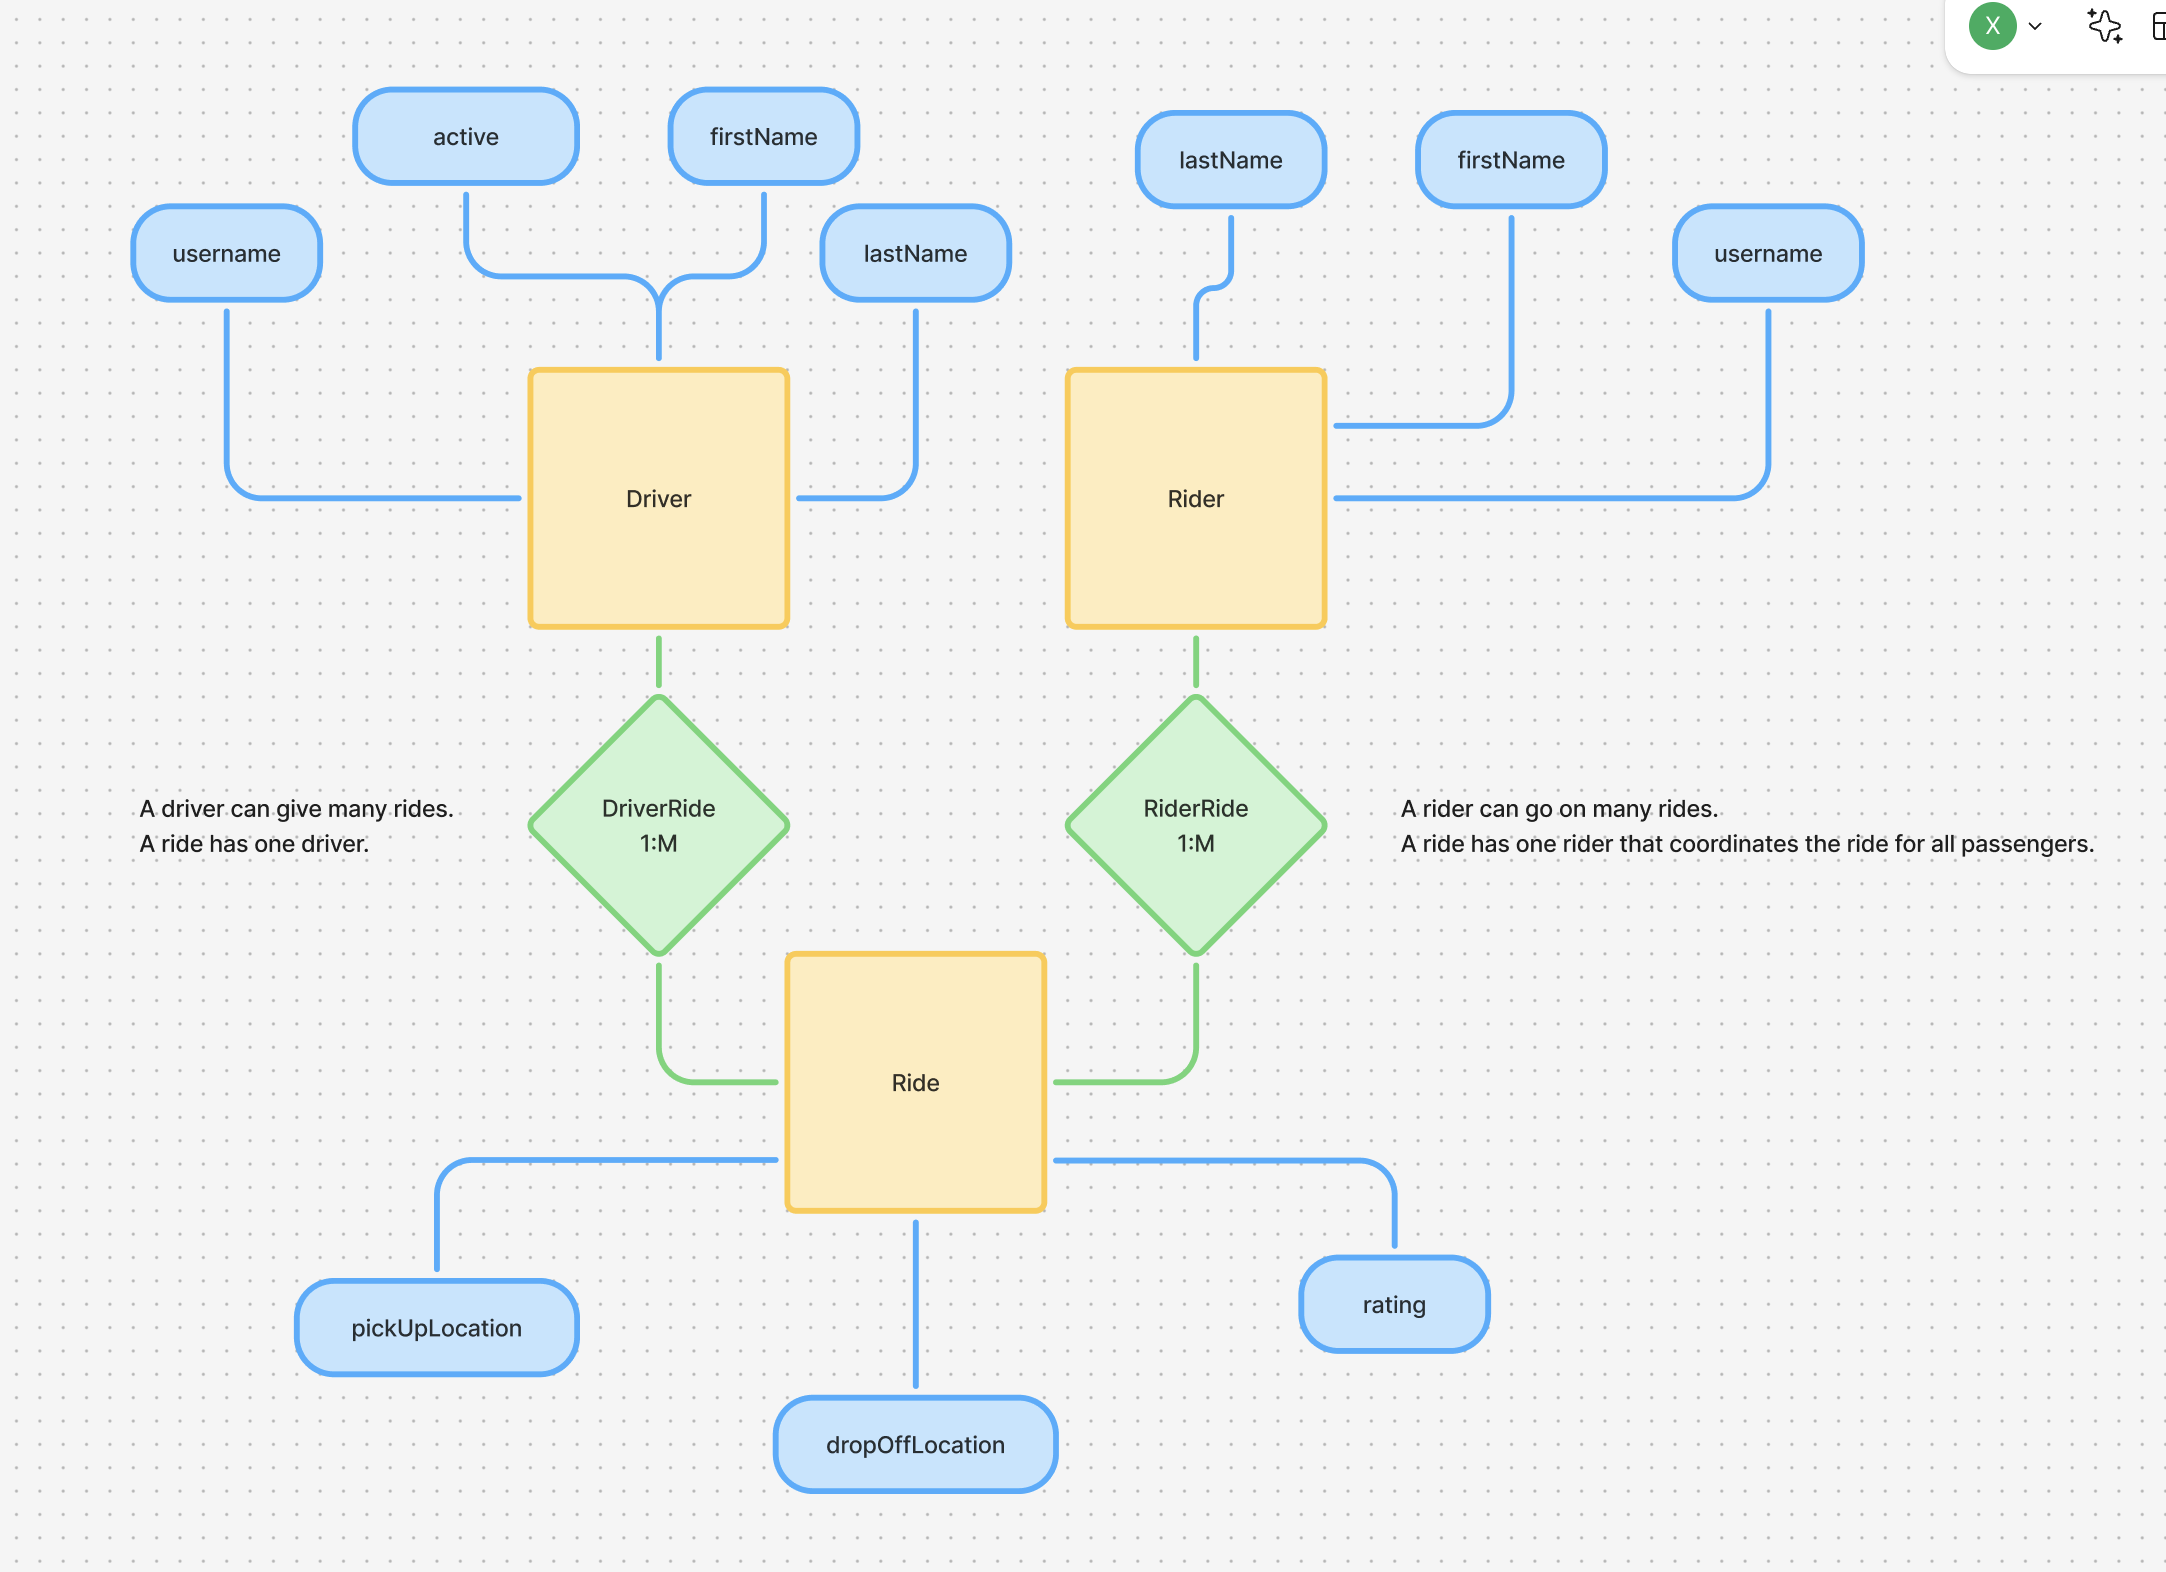 X
active
firstName
lastName
firstName
username
lastName
username
Driver
Rider
A driver can give many rides.
A ride has one driver.
DriverRide
1:M
RiderRide
1:M
A rider can go on many rides.
A ride has one rider that coordinates the ride for all passengers.
Ride
pickUpLocation
rating
dropOffLocation